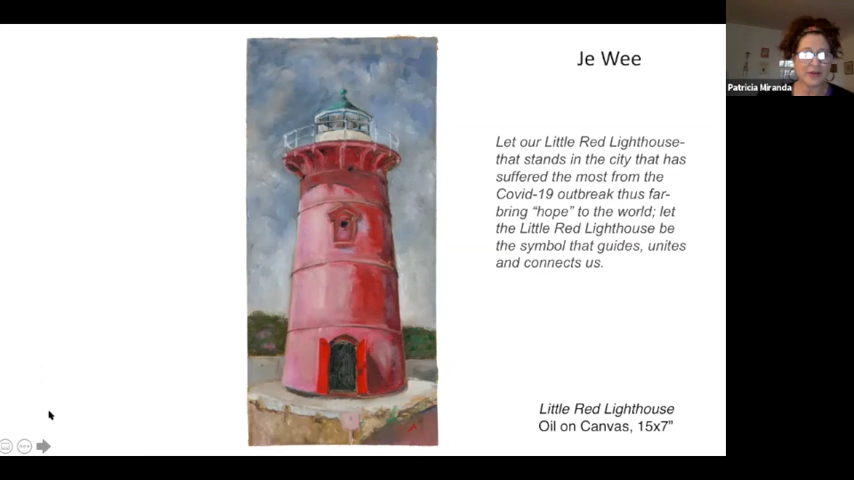 Je Wee
Patricia Miranda
Let our Little Red Lighthouse-
that stands in the city that has
suffered the most from the
Covid-19 outbreak thus far-
bring “hope” to the world; let
the Little Red Lighthouse be
the symbol that guides, unites
and connects us.
Little Red Lighthouse
Oil on Canvas, 15x7”